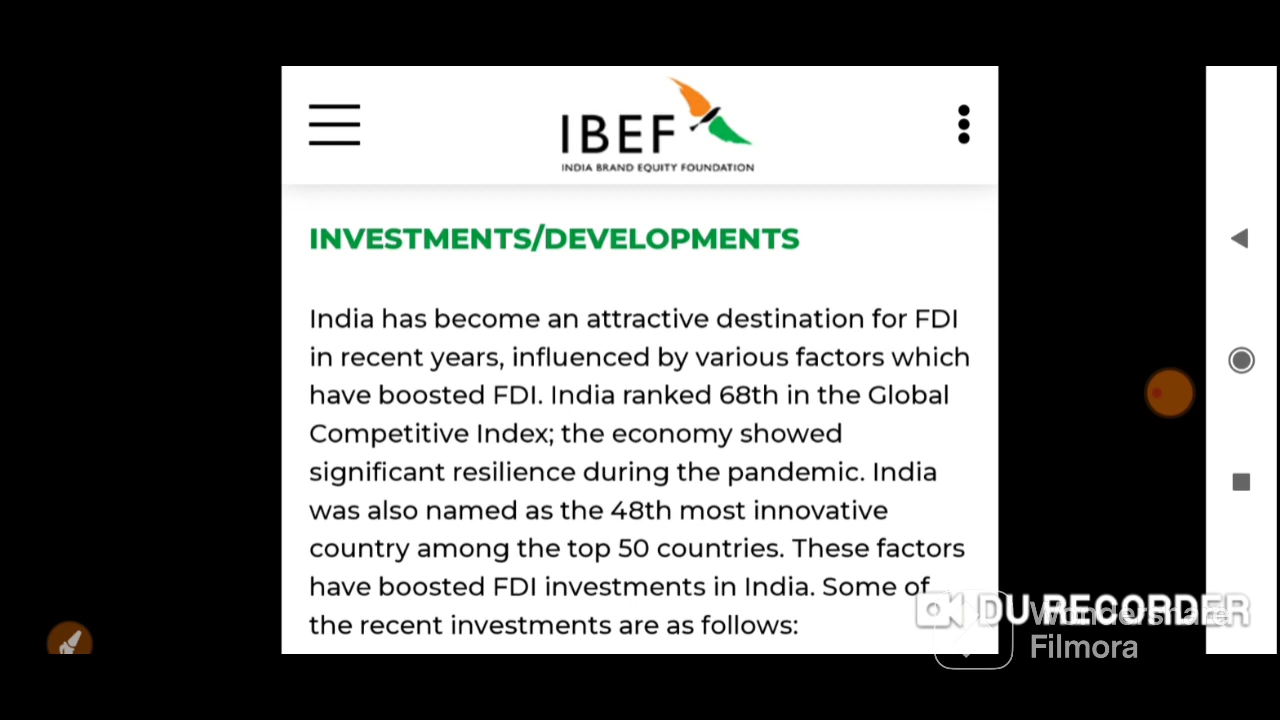 IBEF
INDIA BRAND EQUITY FOUNDATION
INVESTMENTS/DEVELOPMENTS
India has become an attractive destination for FDI
in recent years, influenced by various factors which
have boosted FDI. India ranked 68th in the Global
Competitive Index; the economy showed
significant resilience during the pandemic. India
was also named as the 48th most innovative
country among the top 50 countries. These factors
have boosted FDI investments in India. Some of
the recent investments are as follows:
DU RECORDER
Wondershare
Filmora